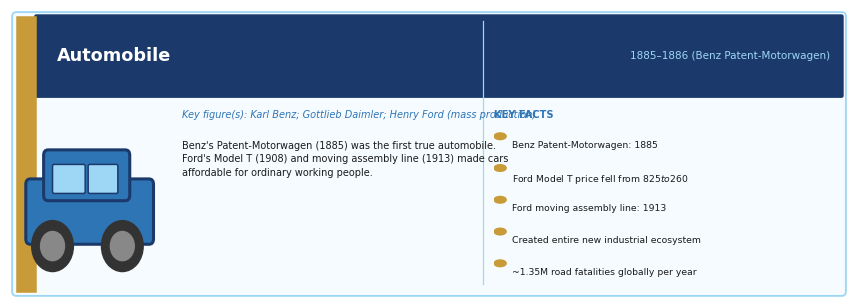 Automobile
1885–1886 (Benz Patent-Motorwagen)
Key figure(s): Karl Benz; Gottlieb Daimler; Henry Ford (mass production)
Benz's Patent-Motorwagen (1885) was the first true automobile.
Ford's Model T (1908) and moving assembly line (1913) made made cars
affordable for ordinary working people.
KEY FACTS
Benz Patent-Motorwagen: 1885
Ford Model T price fell from 825to260
Ford moving assembly line: 1913
Created entire new industrial ecosystem
~1.35M road fatalities globally per year